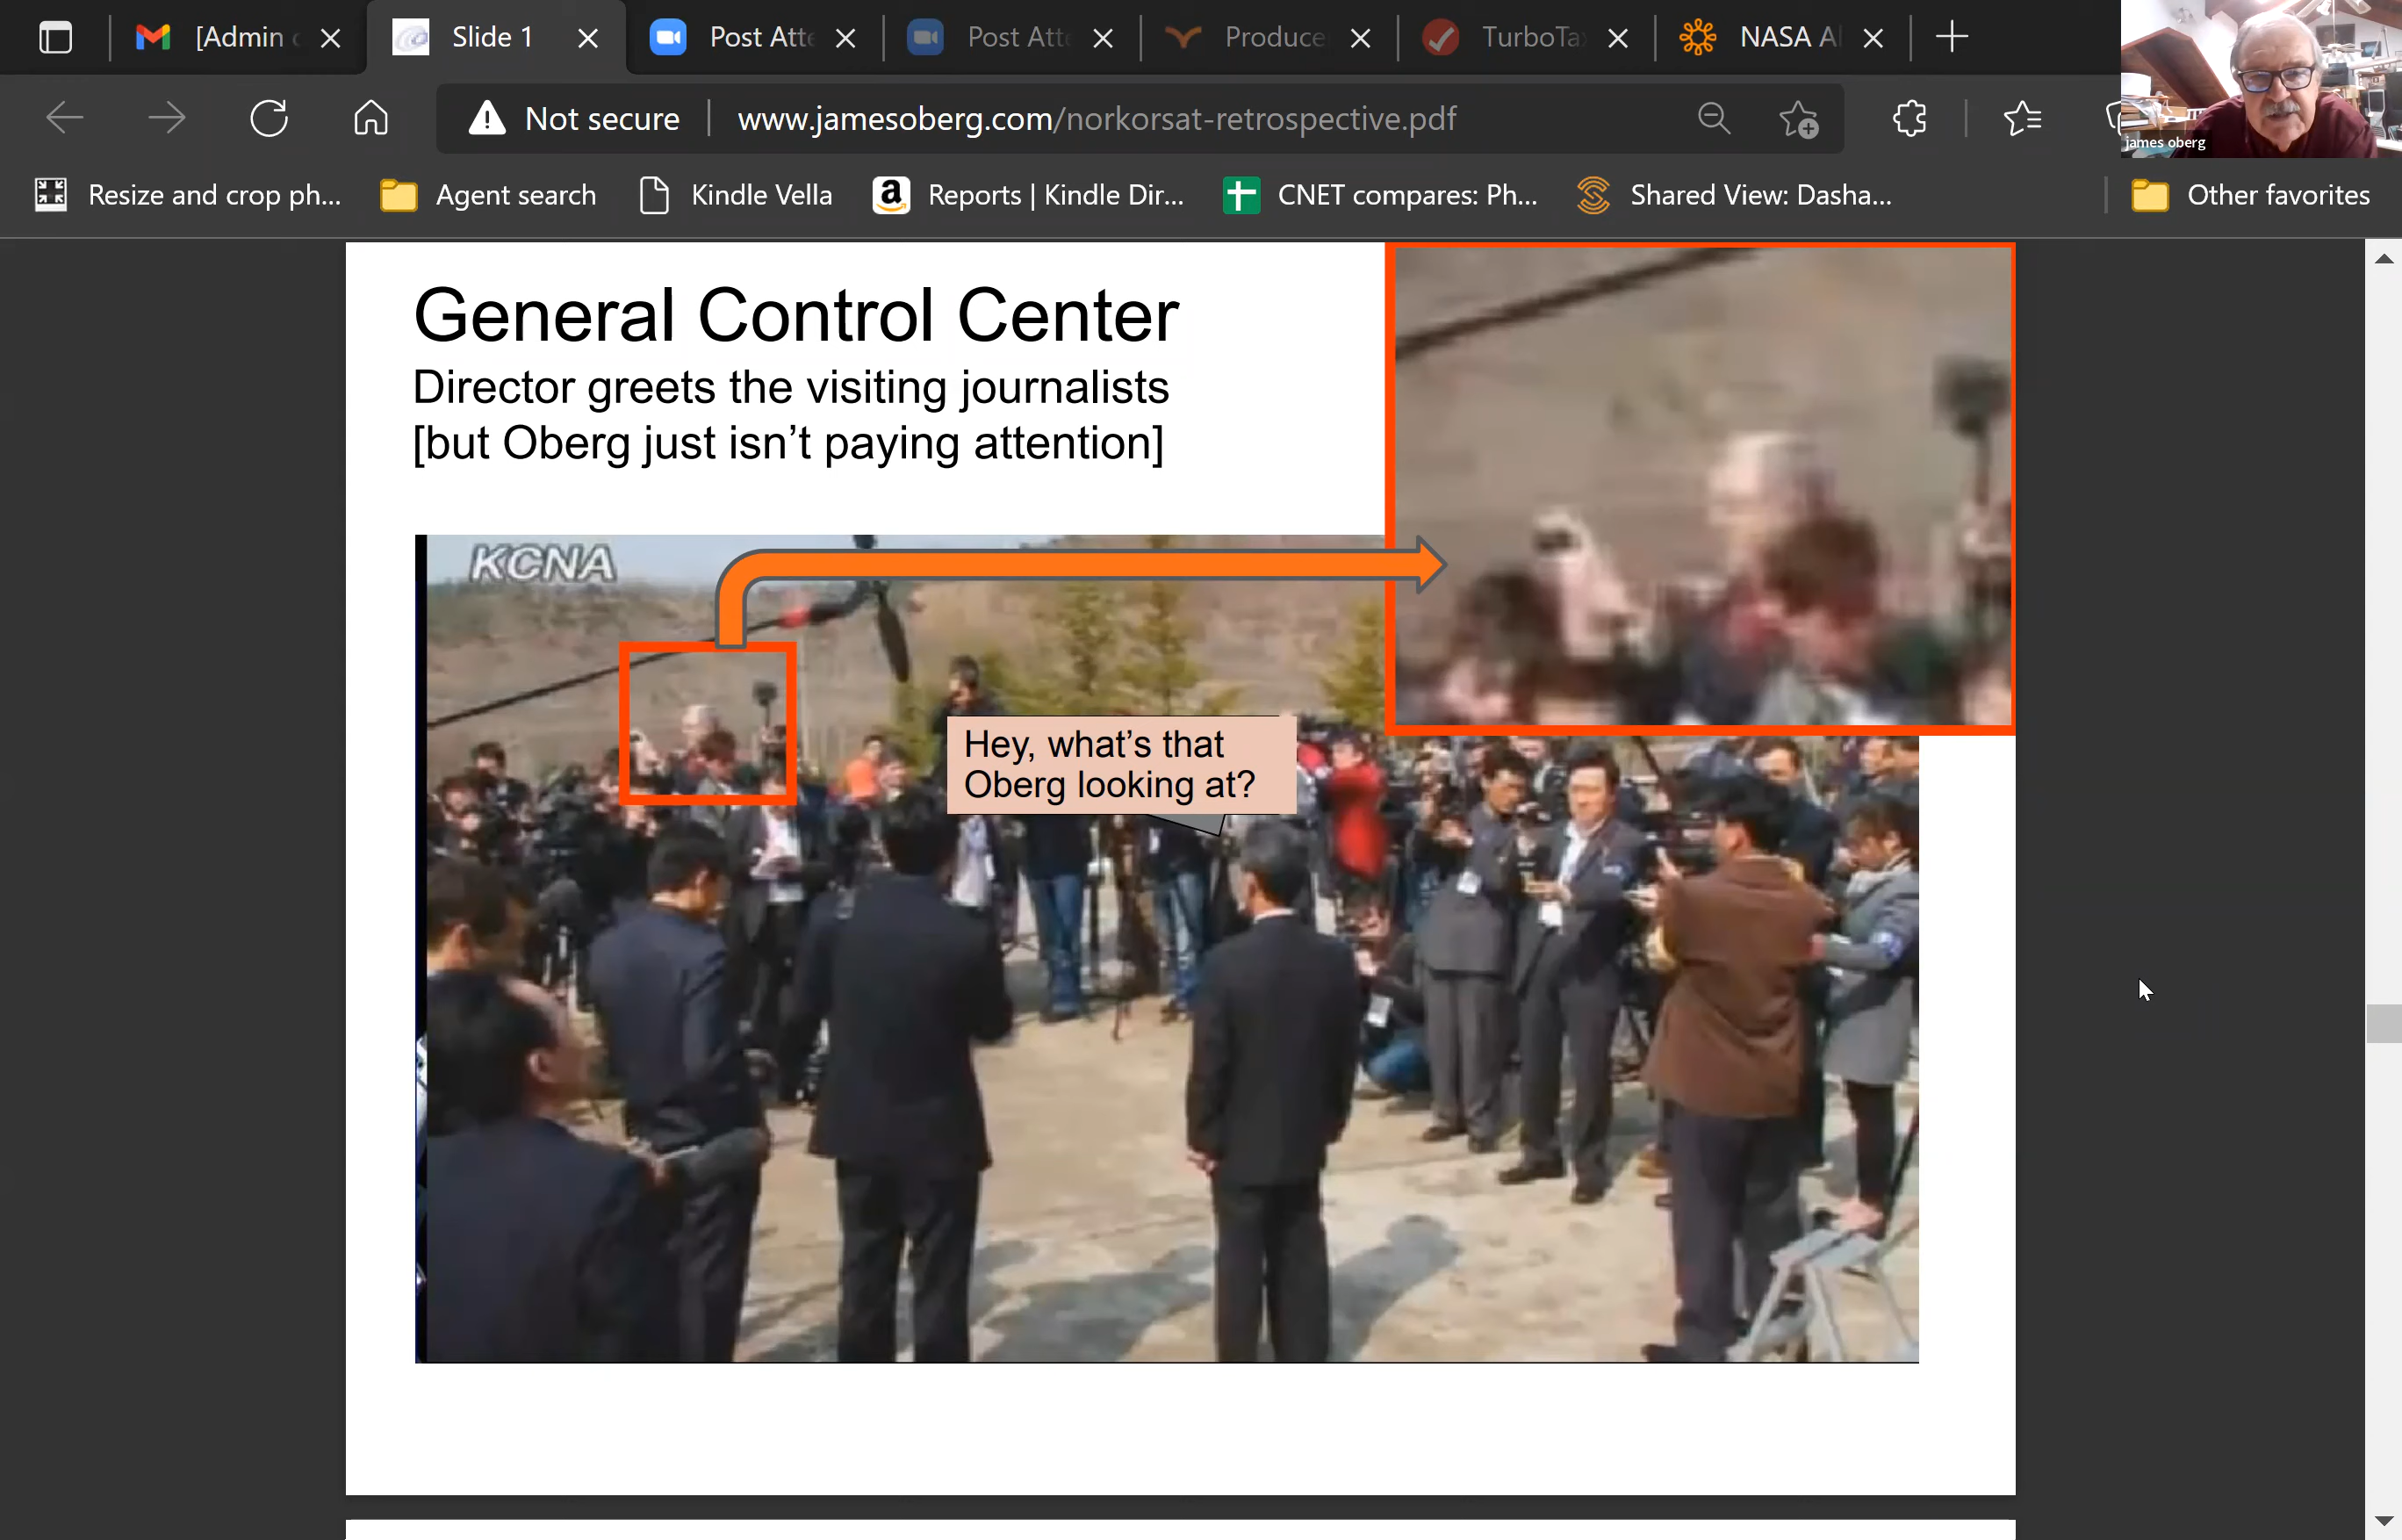 [Admin
Slide 1
Post Atte
Post Atte
Produce
TurboTa
NASA A
james oberg
Not secure
www.jamesoberg.com/norkorsat-retrospective.pdf
Resize and crop ph...
Agent search
Kindle Vella
Reports | Kindle Dir...
CNET compares: Ph...
Shared View: Dasha...
Other favorites
General Control Center
Director greets the visiting journalists
[but Oberg just isn’t paying attention]
KCNA
Hey, what’s that
Oberg looking at?